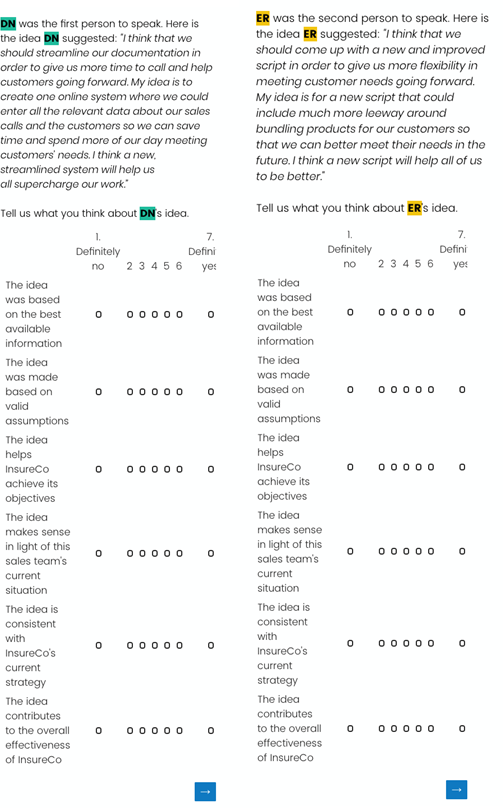 DN was the first person to speak. Here is
the idea DN suggested: "I think that we
should streamline our documentation in
order to give us more time to call and help
customers going forward. My idea is to
create one online system where we could
enter all the relevant data about our sales
calls and the customers so we can save
time and spend more of our day meeting
customers' needs. I think a new,
streamlined system will help us
all supercharge our work."
Tell us what you think about DN's idea.
1.
Definitely
no
2 3 4 5 6
7.
Defini
yes
The idea
was based
on the best
available
information
The idea
was made
based on
valid
assumptions
The idea
helps
InsureCo
achieve its
objectives
The idea
makes sense
in light of this
sales team's
current
situation
The idea is
consistent
with
InsureCo's
current
strategy
The idea
contributes
to the overall
effectiveness
of InsureCo
→
ER was the second person to speak. Here is
the idea ER suggested: "I think that we
should come up with a new and improved
script in order to give us more flexibility in
meeting customer needs going forward.
My idea is for a new script that could
include much more leeway around
bundling products for our customers so
that we can better meet their needs in the
future. I think a new script will help all of us
to be better."
Tell us what you think about ER's idea.
1.
Definitely
no
2 3 4 5 6
7.
Defini
yes
The idea
was based
on the best
available
information
The idea
was made
based on
valid
assumptions
The idea
helps
InsureCo
achieve its
objectives
The idea
makes sense
in light of this
sales team's
current
situation
The idea is
consistent
with
InsureCo's
current
strategy
The idea
contributes
to the overall
effectiveness
of InsureCo
→